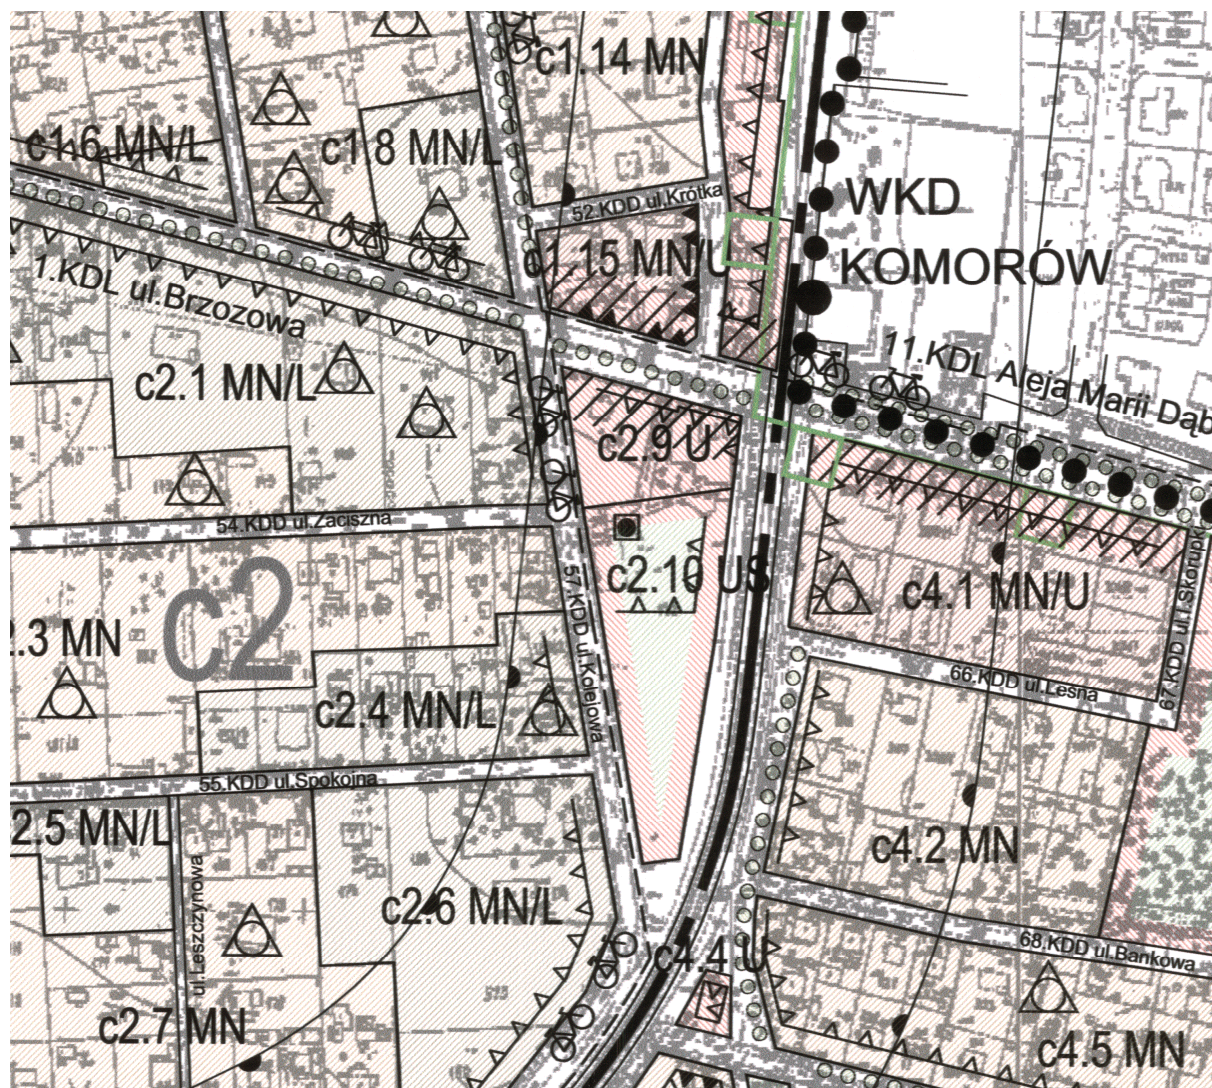 c1.14 MN
c1.6 MN/L
c1.8 MN/L
52.KDD ul.Krótka
WKD
KOMORÓW
c1.15 MN/U
1.KDL ul.Brzozowa
11.KDL Aleja Marii Dąb
c2.1 MN/L
c2.9 U
54.KDD ul.Zaciszna
c2.10 US
c4.1 MN/U
57.KDD ul.Kolejowa
67.KDD ul.I.Skorupk
c2
.3 MN
66.KDD ul.Leśna
c2.4 MN/L
55.KDD ul.Spokojna
2.5 MN/L
c4.2 MN
ul.Leszczynowa
c2.6 MN/L
68.KDD ul.Bankowa
c4.4 U
c2.7 MN
c4.5 MN